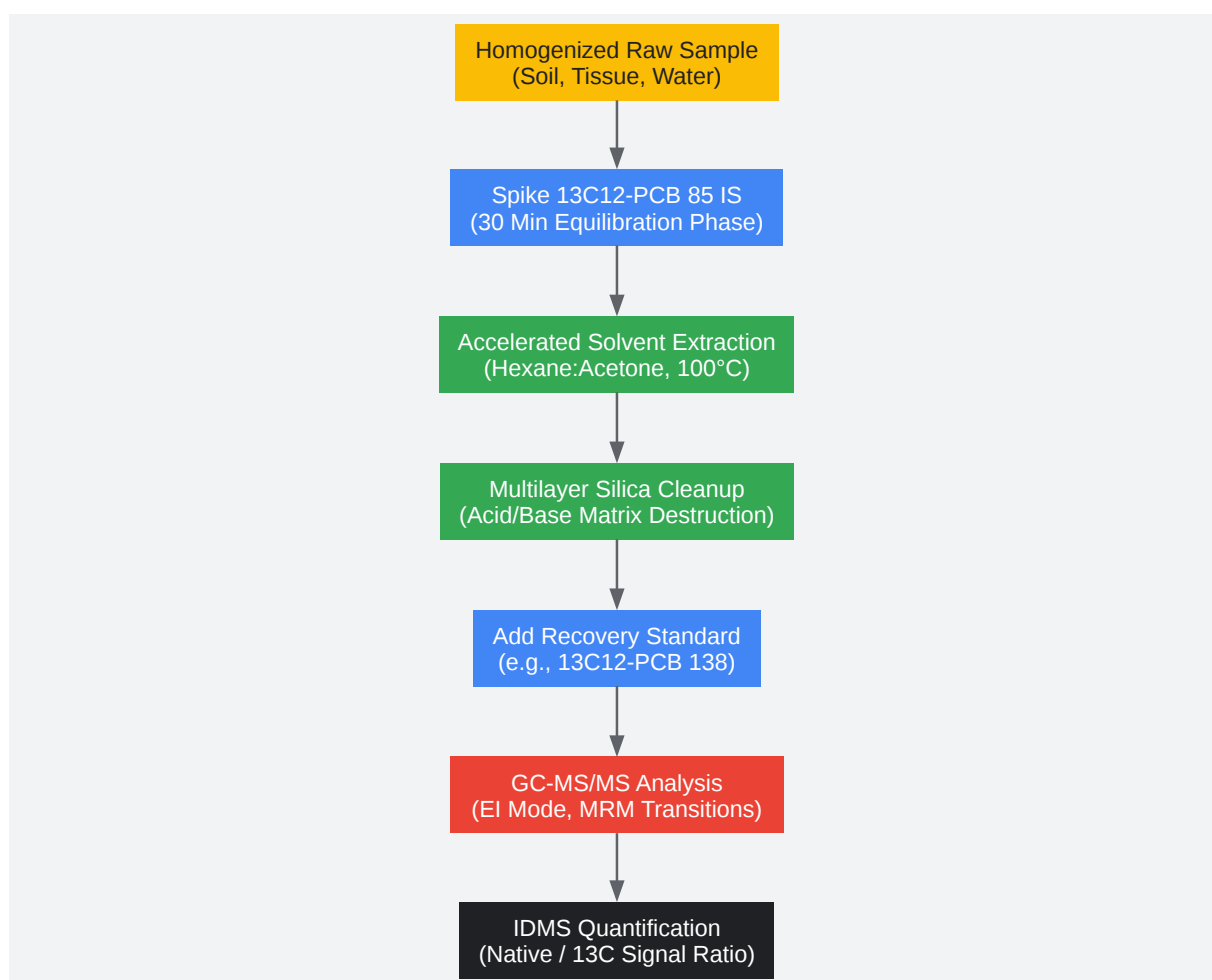 Homogenized Raw Sample
(Soil, Tissue, Water)
Spike 13C12-PCB 85 IS
(30 Min Equilibration Phase)
Accelerated Solvent Extraction
(Hexane:Acetone, 100°C)
Multilayer Silica Cleanup
(Acid/Base Matrix Destruction)
Add Recovery Standard
(e.g., 13C12-PCB 138)
GC-MS/MS Analysis
(EI Mode, MRM Transitions)
IDMS Quantification
(Native / 13C Signal Ratio)